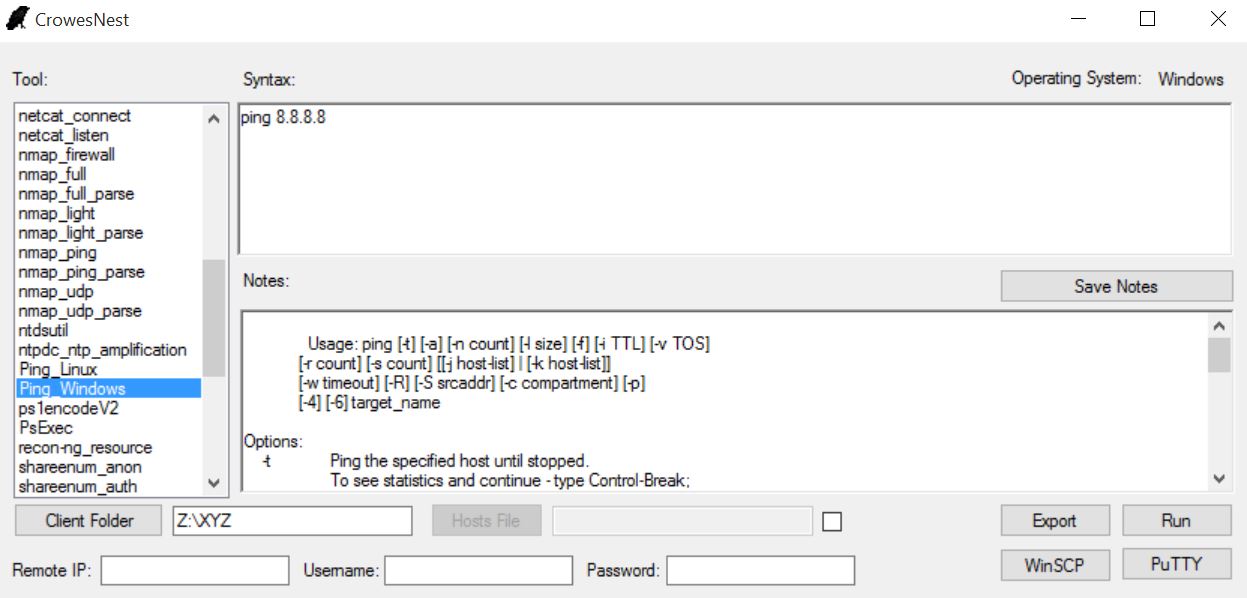 CrowesNest
Tool:
Syntax:
Operating System: Windows
netcat_connect
netcat_listen
nmap_firewall
nmap_full
nmap_full_parse
nmap_light
nmap_light_parse
nmap_ping
nmap_ping_parse
nmap_udp
nmap_udp_parse
ntdsutil
ntpdc_ntp_amplification
Ping_Linux
Ping_Windows
ps1encodeV2
PsExec
recon-ng_resource
shareenum_anon
shareenum_auth
ping 8.8.8.8
Notes:
Save Notes
Usage: ping [-t] [-a] [-n count] [-l size] [-f] [-i TTL] [-v TOS]
[-r count] [-s count] [[-j host-list] | [-k host-list]]
[-w timeout] [-R] [-S srcaddr] [-c compartment] [-p]
[-4] [-6] target_name
Options:
-t Ping the specified host until stopped.
To see statistics and continue - type Control-Break;
Client Folder
Z:\XYZ
Hosts File
Export
Run
Remote IP:
Username:
Password:
WinSCP
PuTTY